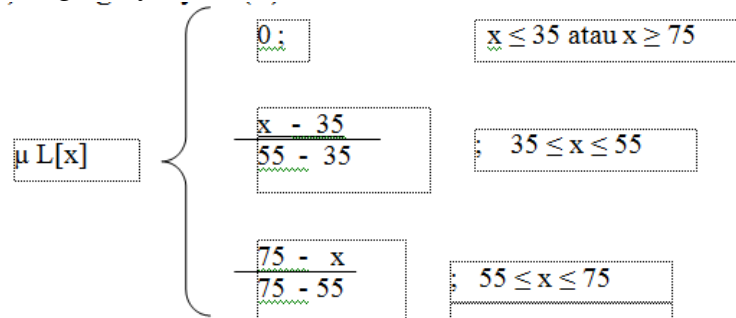 0 ; x ≤ 35 atau x ≥ 75
x - 35
55 - 35
; 35 ≤ x ≤ 55
µ L[x]
75 - x
75 - 55
; 55 ≤ x ≤ 75